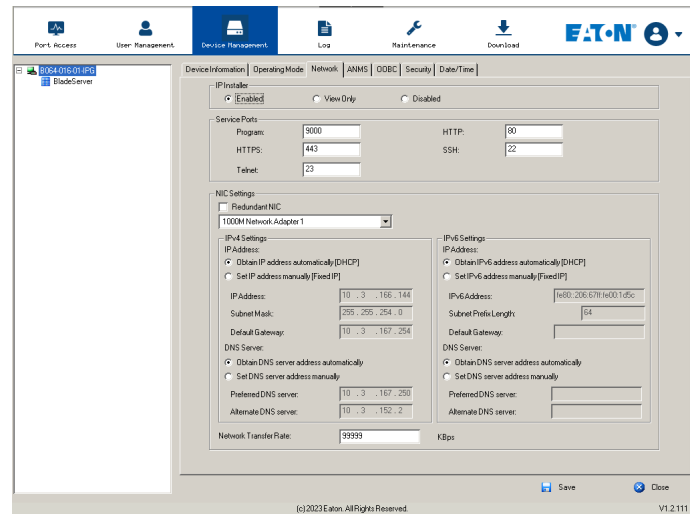 Port Access
User Management
Device Management
Log
Maintenance
Download
EATON
B064-016-01-IPG
BladeServer
Device Information
Operating Mode
Network
ANMS
OOBC
Security
Date/Time
IP Installer
Enabled
View Only
Disabled
Service Ports
Program: 9000
HTTP: 80
HTTPS: 443
SSH: 22
Telnet: 23
NIC Settings
Redundant NIC
1000M Network Adapter 1
IPv4 Settings
IP Address:
Obtain IP address automatically [DHCP]
Set IP address manually [Fixed IP]
IP Address: 10 . 3 . 166 . 144
Subnet Mask: 255 . 255 . 254 . 0
Default Gateway: 10 . 3 . 167 . 254
DNS Server:
Obtain DNS server address automatically
Set DNS server address manually
Preferred DNS server: 10 . 3 . 167 . 250
Alternate DNS server: 10 . 3 . 152 . 2
IPv6 Settings
IP Address:
Obtain IPv6 address automatically [DHCP]
Set IPv6 address manually [Fixed IP]
IPv6 Address: fe80::206:67ff:fe00:1d5c
Subnet Prefix Length: 64
Default Gateway:
DNS Server:
Obtain DNS server address automatically
Set DNS server address manually
Preferred DNS server:
Alternate DNS server:
Network Transfer Rate: 99999 KBps
Save
Close
(c) 2023 Eaton. All Rights Reserved.
V1.2.111